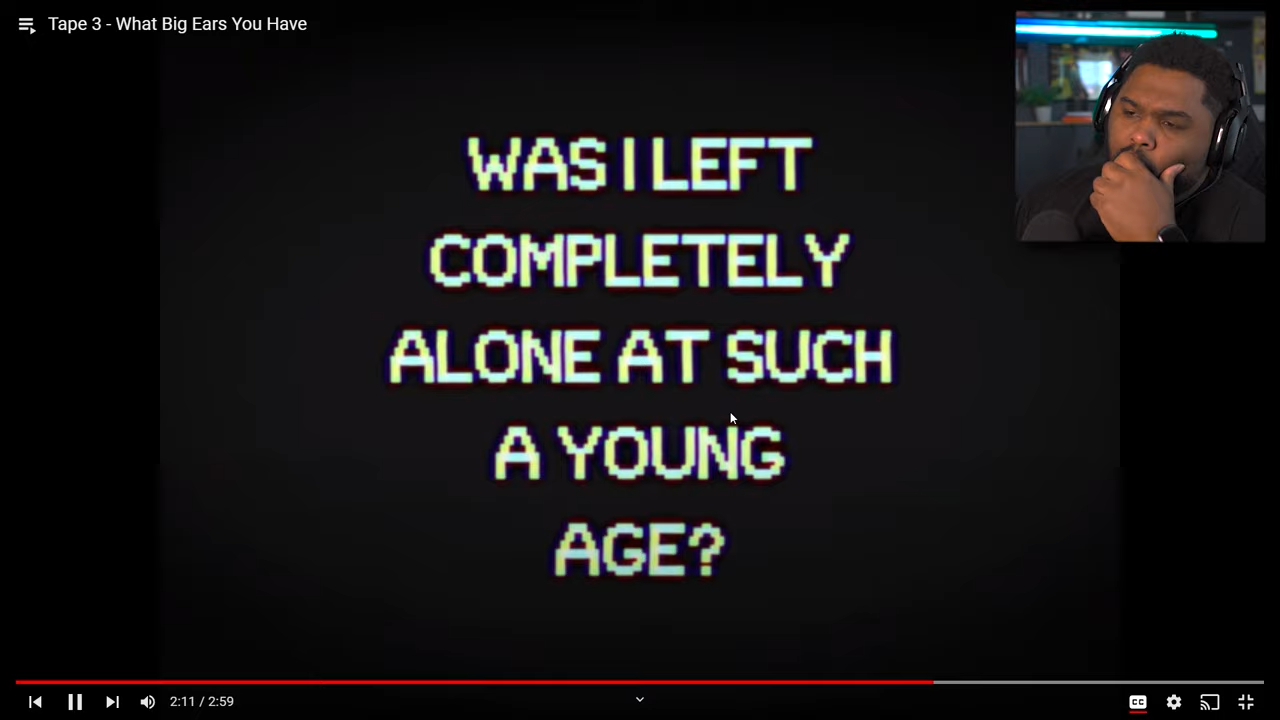 Tape 3 - What Big Ears You Have
WAS I LEFT
COMPLETELY
ALONE AT SUCH
A YOUNG
AGE?
2:11 / 2:59
CC